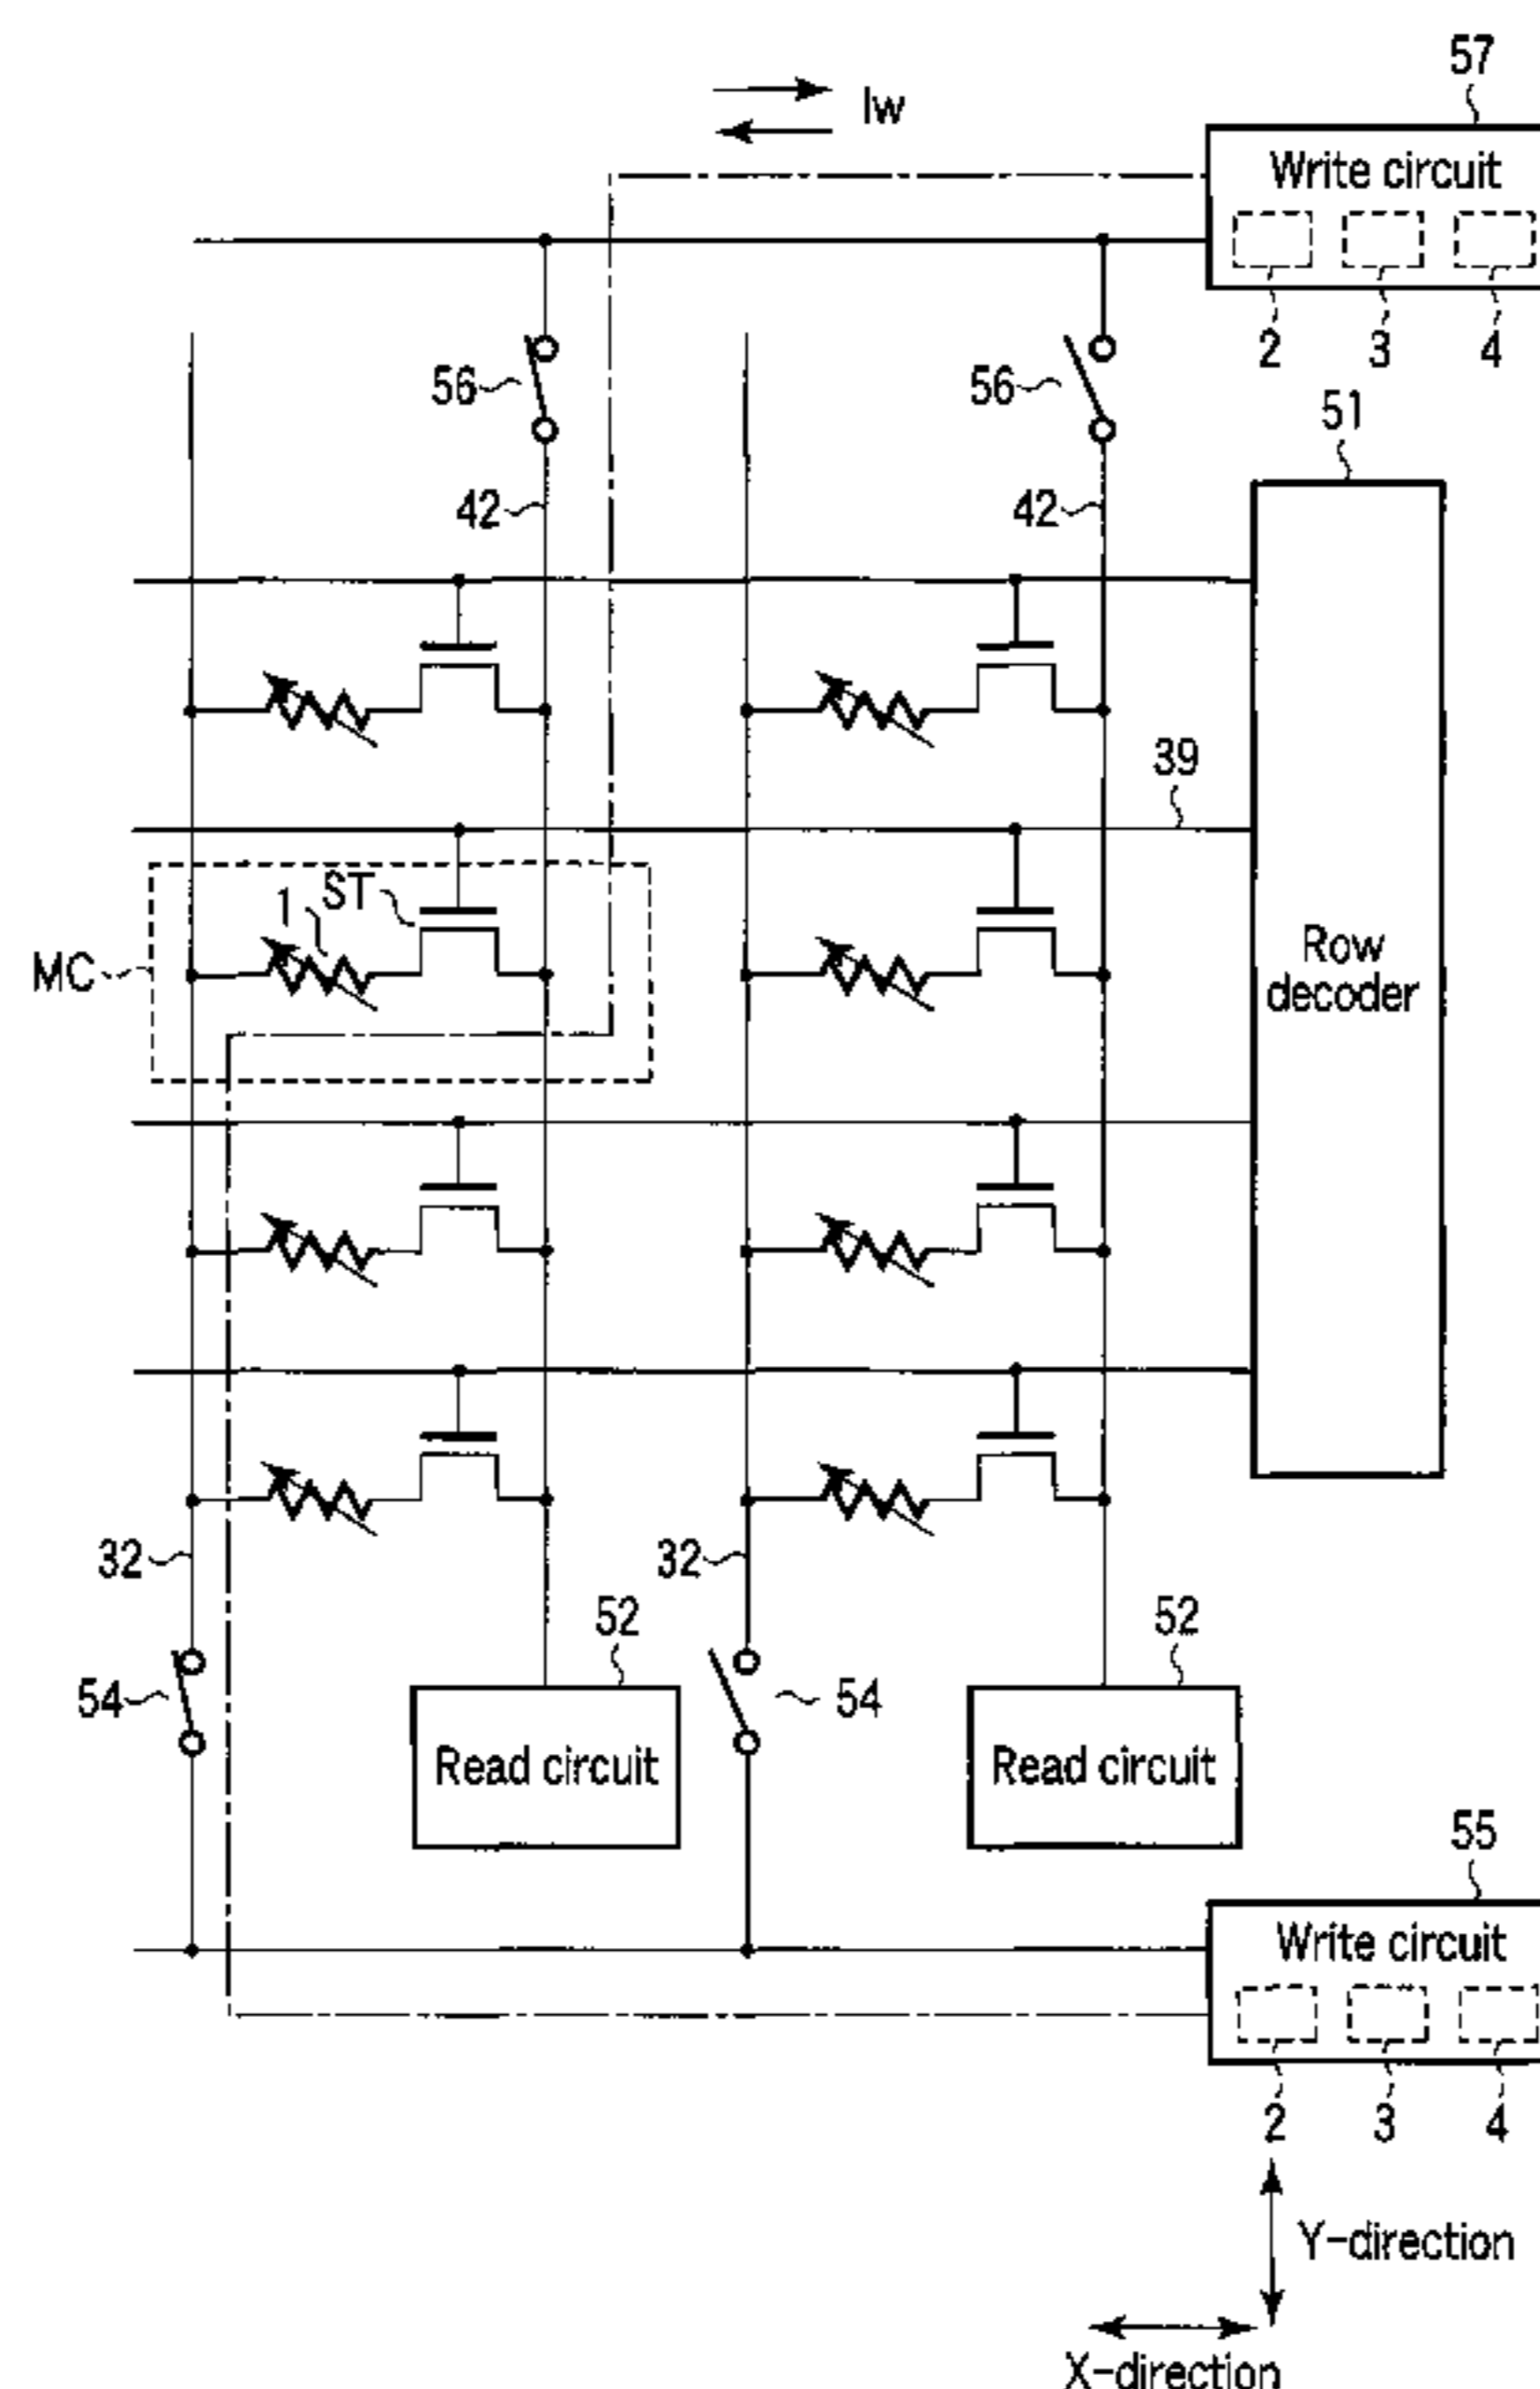 57
Iw
Write circuit
2 3 4
56 56
51
42 42
39
1 ST
MC
Row
decoder
32 32
52 52
54 54
Read circuit Read circuit
55
Write circuit
2 3 4
Y-direction
X-direction